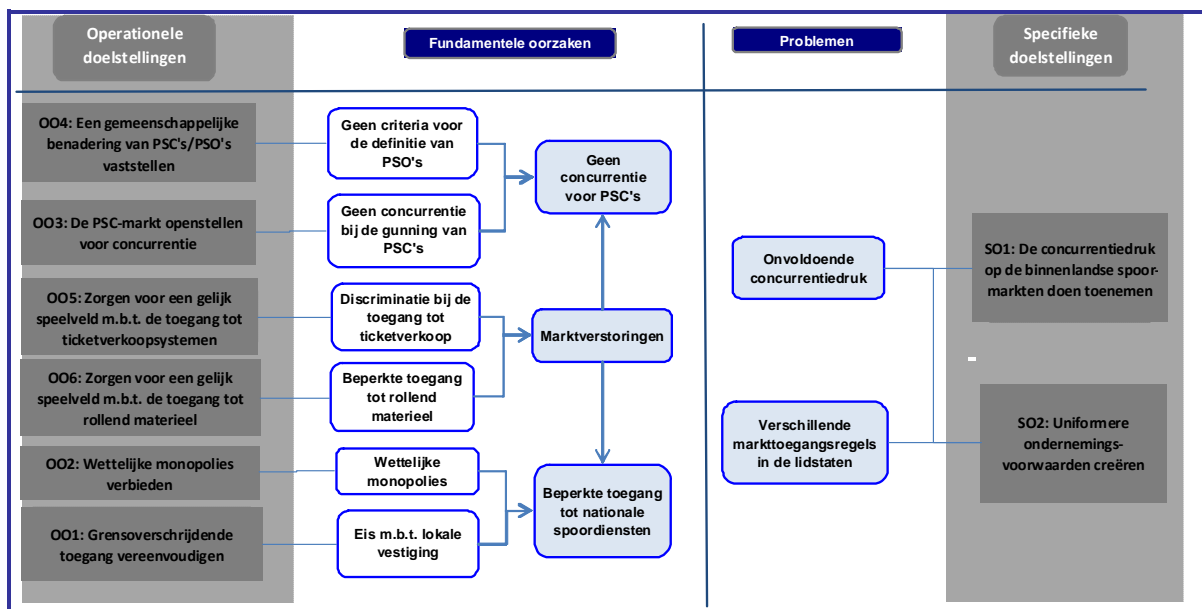 Operationele
doelstellingen
Fundamentele oorzaken
Problemen
Specifieke
doelstellingen
OO4: Een gemeenschappelijke
benadering van PSC's/PSO's
vaststellen
Geen criteria voor
de definitie van
PSO's
Geen
concurrentie
voor PSC's
OO3: De PSC-markt openstellen
voor concurrentie
Geen concurrentie
bij de gunning van
PSC's
Onvoldoende
concurrentiedruk
SO1: De concurrentiedruk
op de binnenlandse spoor-
markten doen toenemen
OO5: Zorgen voor een gelijk
speelveld m.b.t. de toegang tot
ticketverkoopsystemen
Discriminatie bij de
toegang tot
ticketverkoop
Marktverstoringen
OO6: Zorgen voor een gelijk
speelveld m.b.t. de toegang tot
rollend materieel
Beperkte toegang
tot rollend
materieel
Verschillende
markttoegangsregels
in de lidstaten
SO2: Uniformere
ondernemings-
voorwaarden creëren
OO2: Wettelijke monopolies
verbieden
Wettelijke
monopolies
Beperkte toegang
tot nationale
spoordiensten
OO1: Grensoverschrijdende
toegang vereenvoudigen
Eis m.b.t. lokale
vestiging